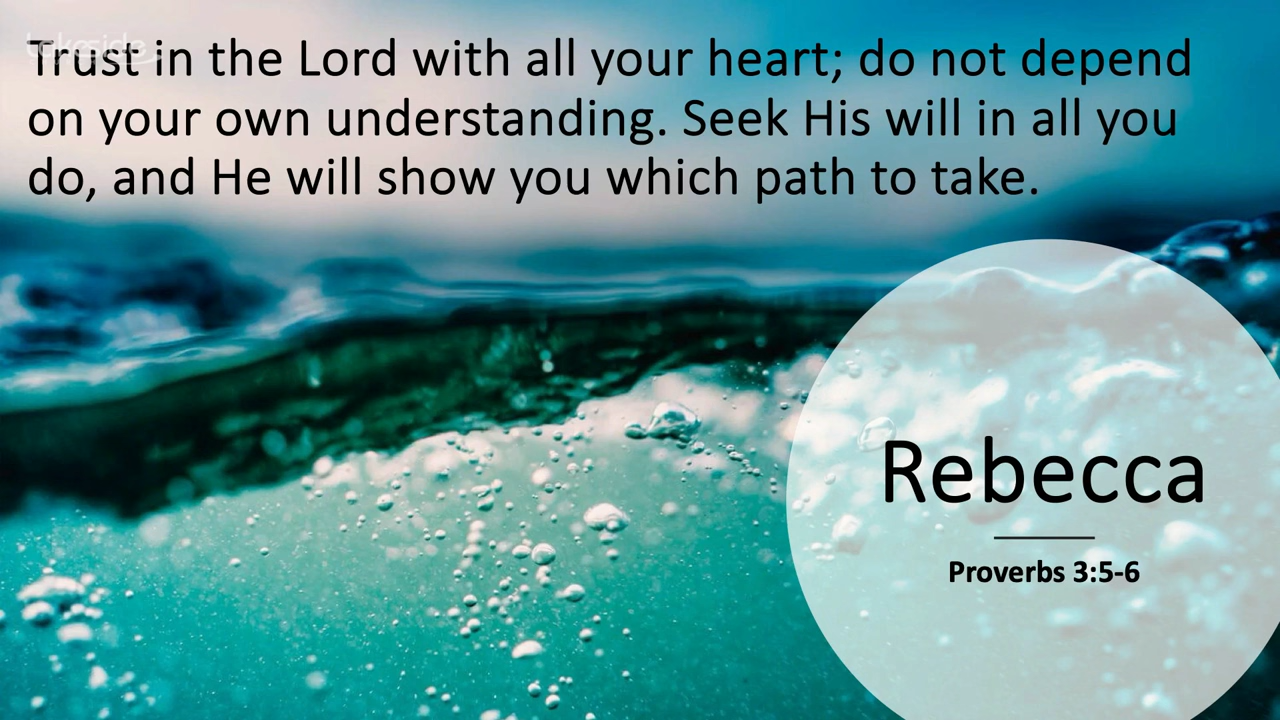 lakeside
Trust in the Lord with all your heart; do not depend
on your own understanding. Seek His will in all you
do, and He will show you which path to take.
Rebecca
Proverbs 3:5-6